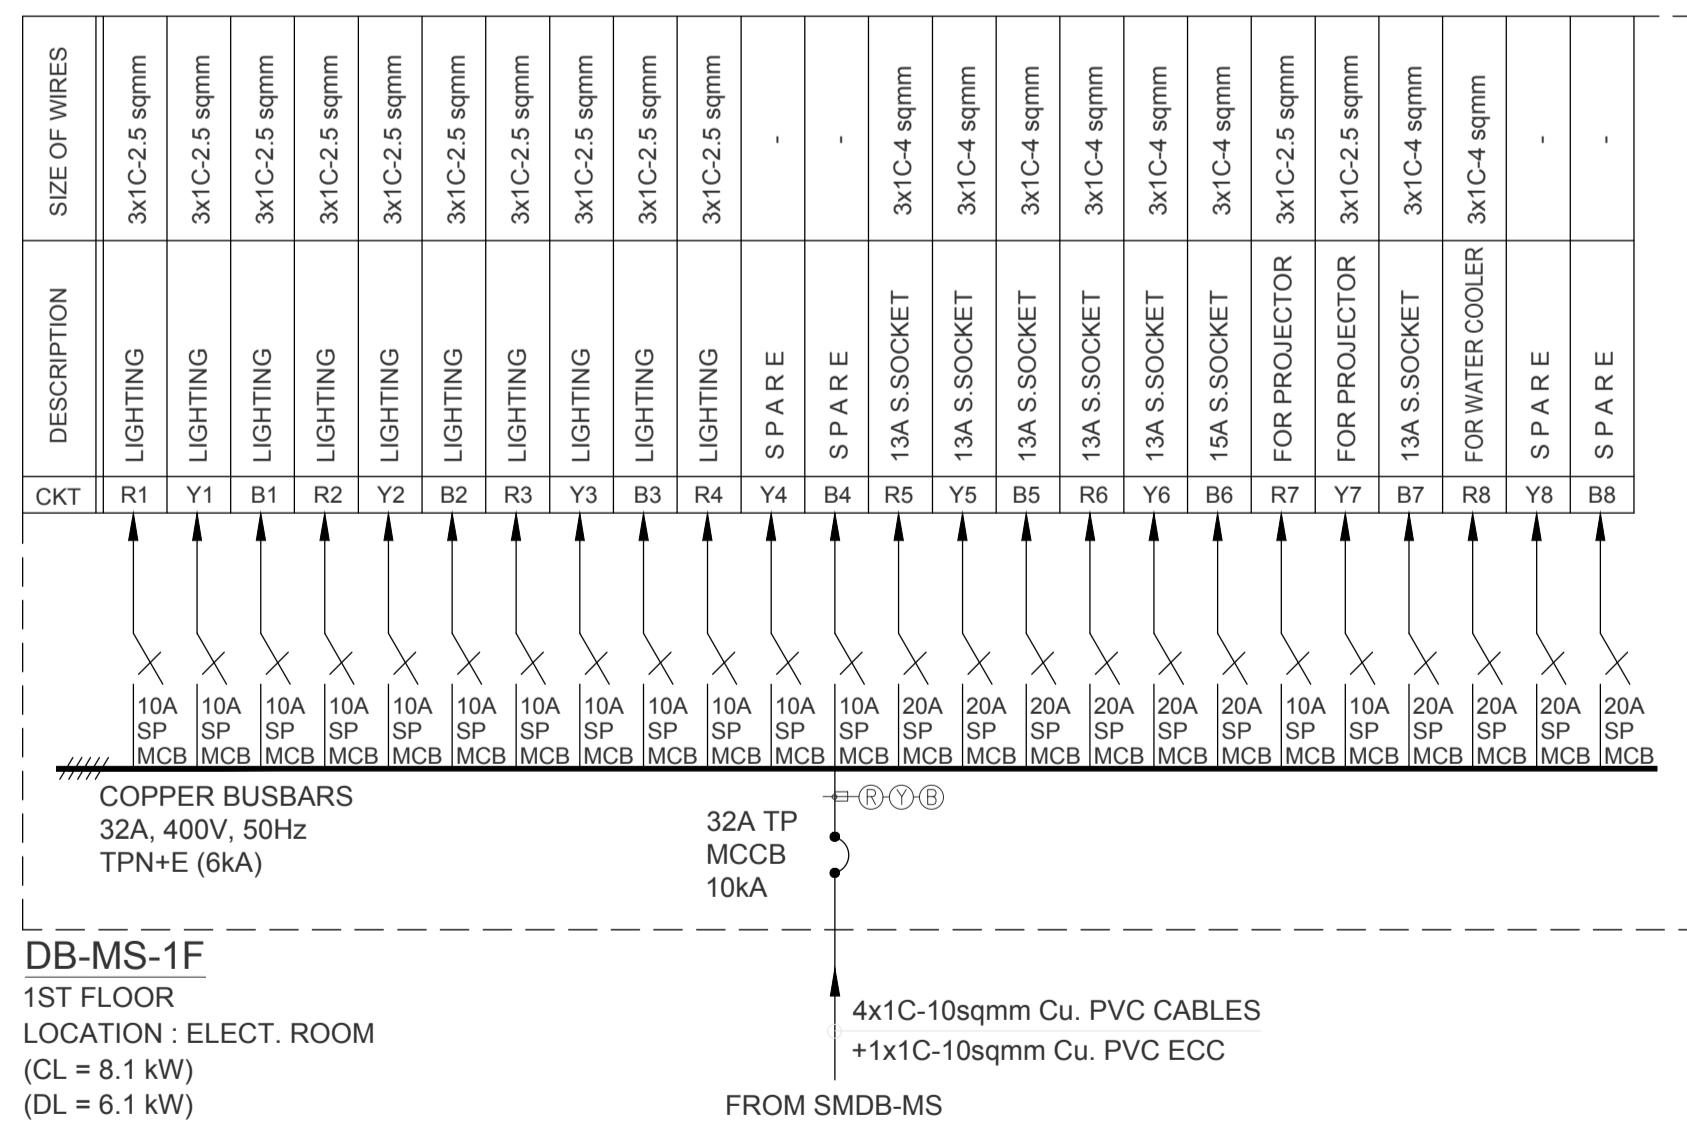 SIZE OF WIRES
3x1C-2.5 sqmm
3x1C-2.5 sqmm
3x1C-2.5 sqmm
3x1C-2.5 sqmm
3x1C-2.5 sqmm
3x1C-2.5 sqmm
3x1C-2.5 sqmm
3x1C-2.5 sqmm
3x1C-2.5 sqmm
3x1C-2.5 sqmm
-
-
3x1C-4 sqmm
3x1C-4 sqmm
3x1C-4 sqmm
3x1C-4 sqmm
3x1C-4 sqmm
3x1C-4 sqmm
3x1C-2.5 sqmm
3x1C-2.5 sqmm
3x1C-4 sqmm
3x1C-4 sqmm
-
-
DESCRIPTION
LIGHTING
LIGHTING
LIGHTING
LIGHTING
LIGHTING
LIGHTING
LIGHTING
LIGHTING
LIGHTING
LIGHTING
S P A R E
S P A R E
13A S.SOCKET
13A S.SOCKET
13A S.SOCKET
13A S.SOCKET
13A S.SOCKET
15A S.SOCKET
FOR PROJECTOR
FOR PROJECTOR
13A S.SOCKET
FOR WATER COOLER
S P A R E
S P A R E
CKT R1 Y1 B1 R2 Y2 B2 R3 Y3 B3 R4 Y4 B4 R5 Y5 B5 R6 Y6 B6 R7 Y7 B7 R8 Y8 B8
10A 10A 10A 10A 10A 10A 10A 10A 10A 10A 10A 10A 20A 20A 20A 20A 20A 20A 10A 10A 20A 20A 20A 20A
SP SP SP SP SP SP SP SP SP SP SP SP SP SP SP SP SP SP SP SP SP SP SP SP
MCB MCB MCB MCB MCB MCB MCB MCB MCB MCB MCB MCB MCB MCB MCB MCB MCB MCB MCB MCB MCB MCB MCB MCB
COPPER BUSBARS
32A, 400V, 50Hz
TPN+E (6kA)
R Y B
32A TP
MCCB
10kA
DB-MS-1F
1ST FLOOR
LOCATION : ELECT. ROOM
(CL = 8.1 kW)
(DL = 6.1 kW)
4x1C-10sqmm Cu. PVC CABLES
+1x1C-10sqmm Cu. PVC ECC
FROM SMDB-MS